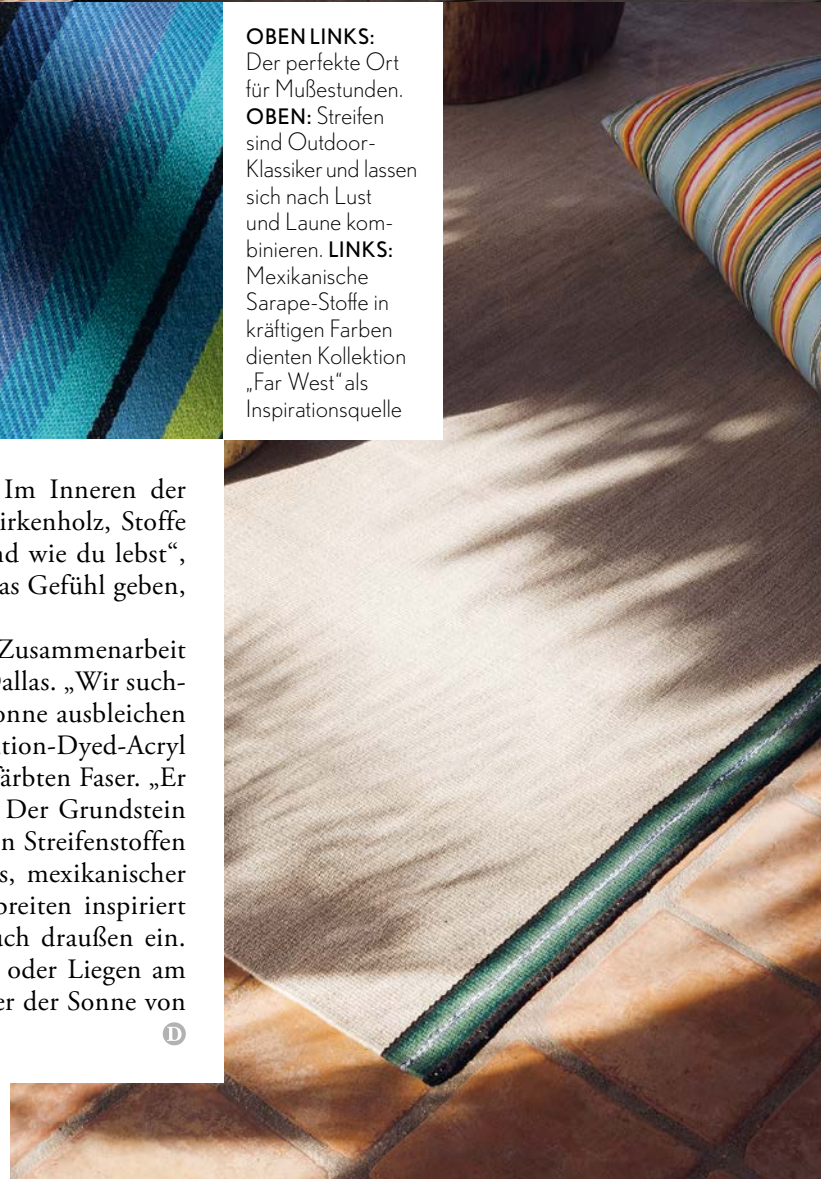 OBEN LINKS:
Der perfekte Ort
für Mußestunden.
OBEN: Streifen
sind Outdoor-
Klassiker und lassen
sich nach Lust
und Laune kom-
binieren. LINKS:
Mexikanische
Sarape-Stoffe in
kräftigen Farben
dienten Kollektion
„Far West“ als
Inspirationsquelle
Im Inneren der
irkenholz, Stoffe
nd wie du lebst“,
as Gefühl geben,
Zusammenarbeit
allas. „Wir such-
onne ausbleichen
tion-Dyed-Acryl
färbten Faser. „Er
Der Grundstein
n Streifenstoffen
s, mexikanischer
breiten inspiriert
uch draußen ein.
oder Liegen am
er der Sonne von
D